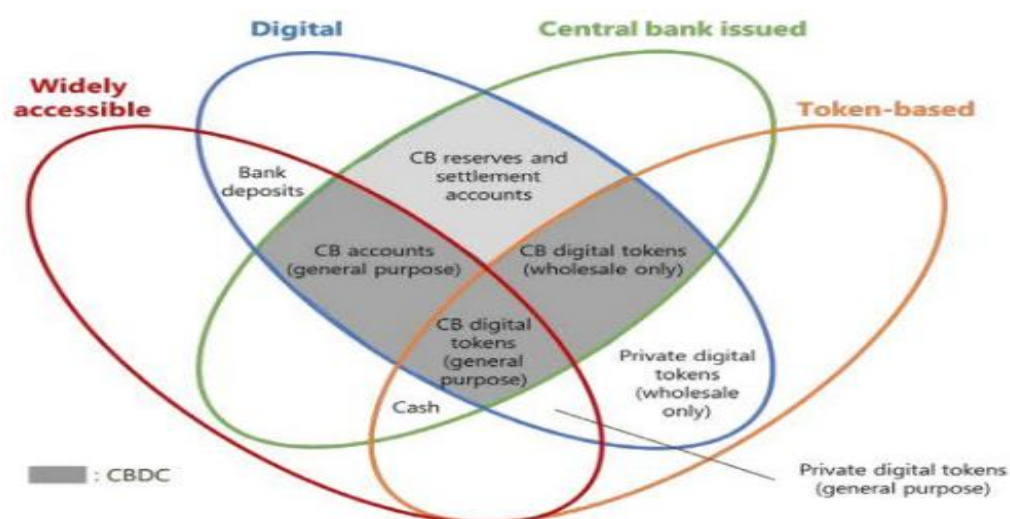 Digital
Central bank issued
Widely
accessible
Token-based
Bank
deposits
CB reserves and
settlement
accounts
CB accounts
(general purpose)
CB digital tokens
(wholesale only)
CB digital
tokens
(general
purpose)
Private digital
tokens
(wholesale
only)
Cash
Private digital tokens
(general purpose)
: CBDC